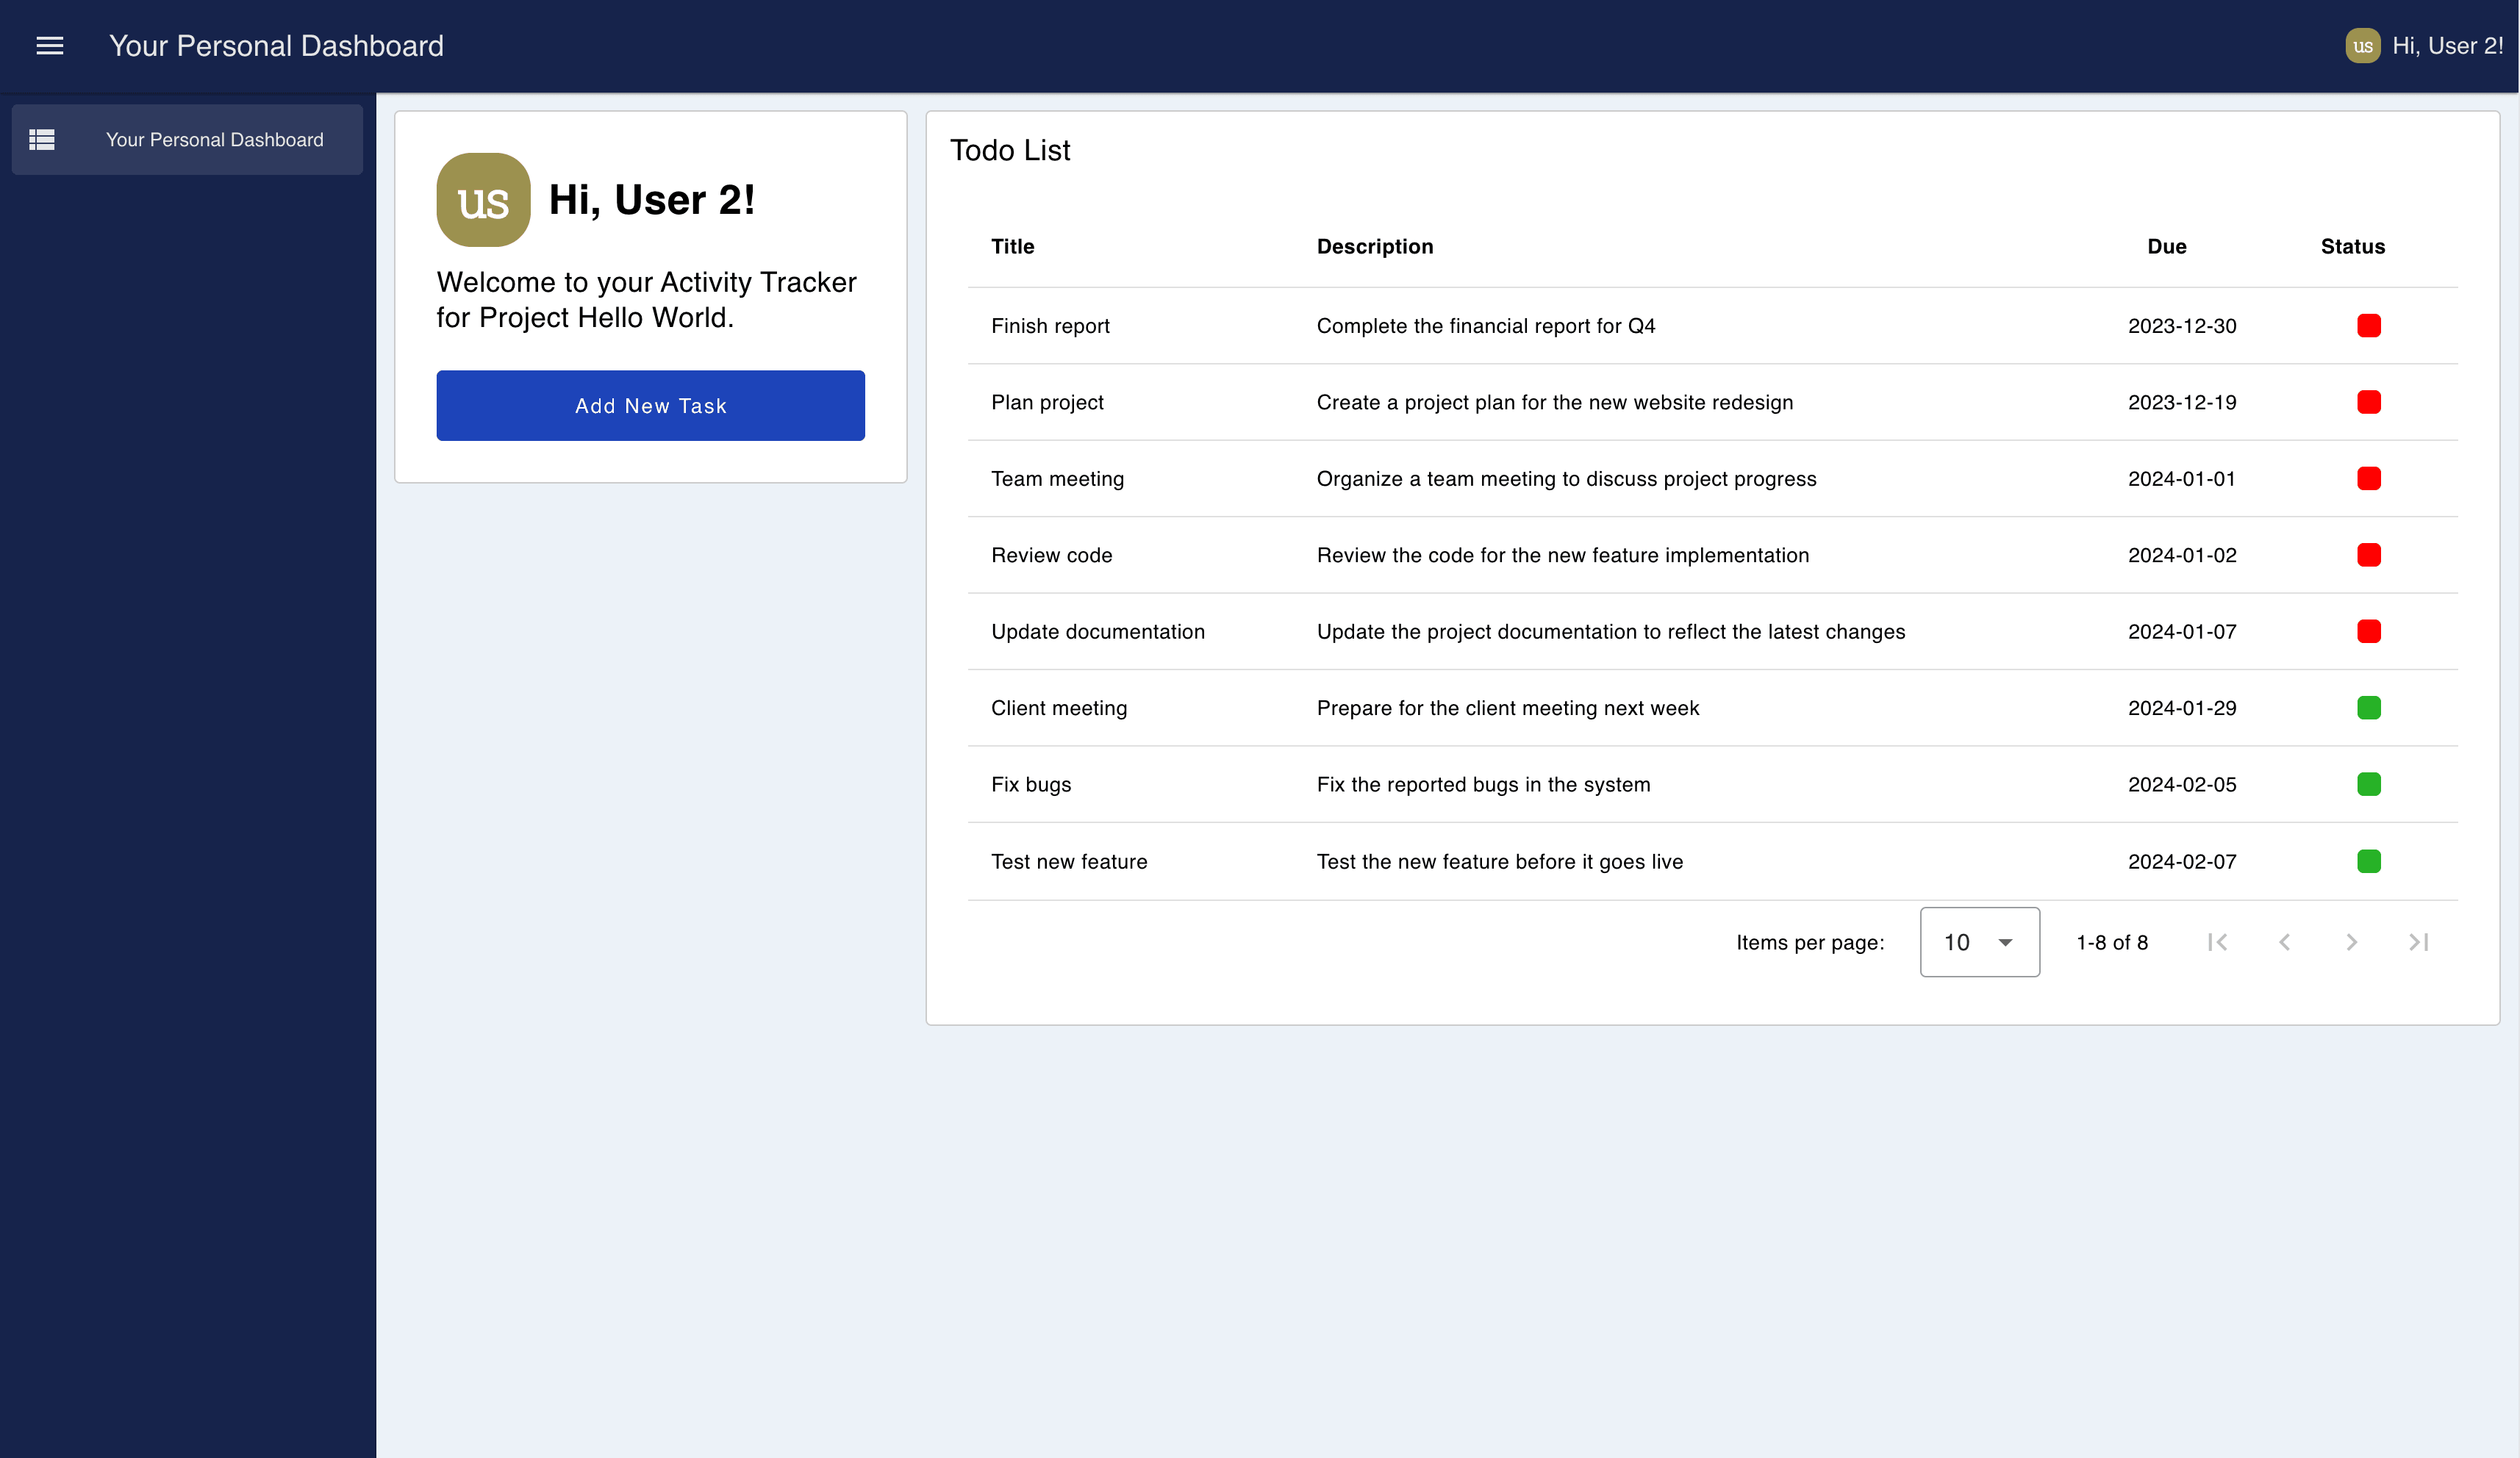 Your Personal Dashboard
us Hi, User 2!
Your Personal Dashboard
us Hi, User 2!
Welcome to your Activity Tracker
for Project Hello World.
Add New Task
Todo List
Title Description Due Status
Finish report Complete the financial report for Q4 2023-12-30
Plan project Create a project plan for the new website redesign 2023-12-19
Team meeting Organize a team meeting to discuss project progress 2024-01-01
Review code Review the code for the new feature implementation 2024-01-02
Update documentation Update the project documentation to reflect the latest changes 2024-01-07
Client meeting Prepare for the client meeting next week 2024-01-29
Fix bugs Fix the reported bugs in the system 2024-02-05
Test new feature Test the new feature before it goes live 2024-02-07
Items per page: 10 1-8 of 8